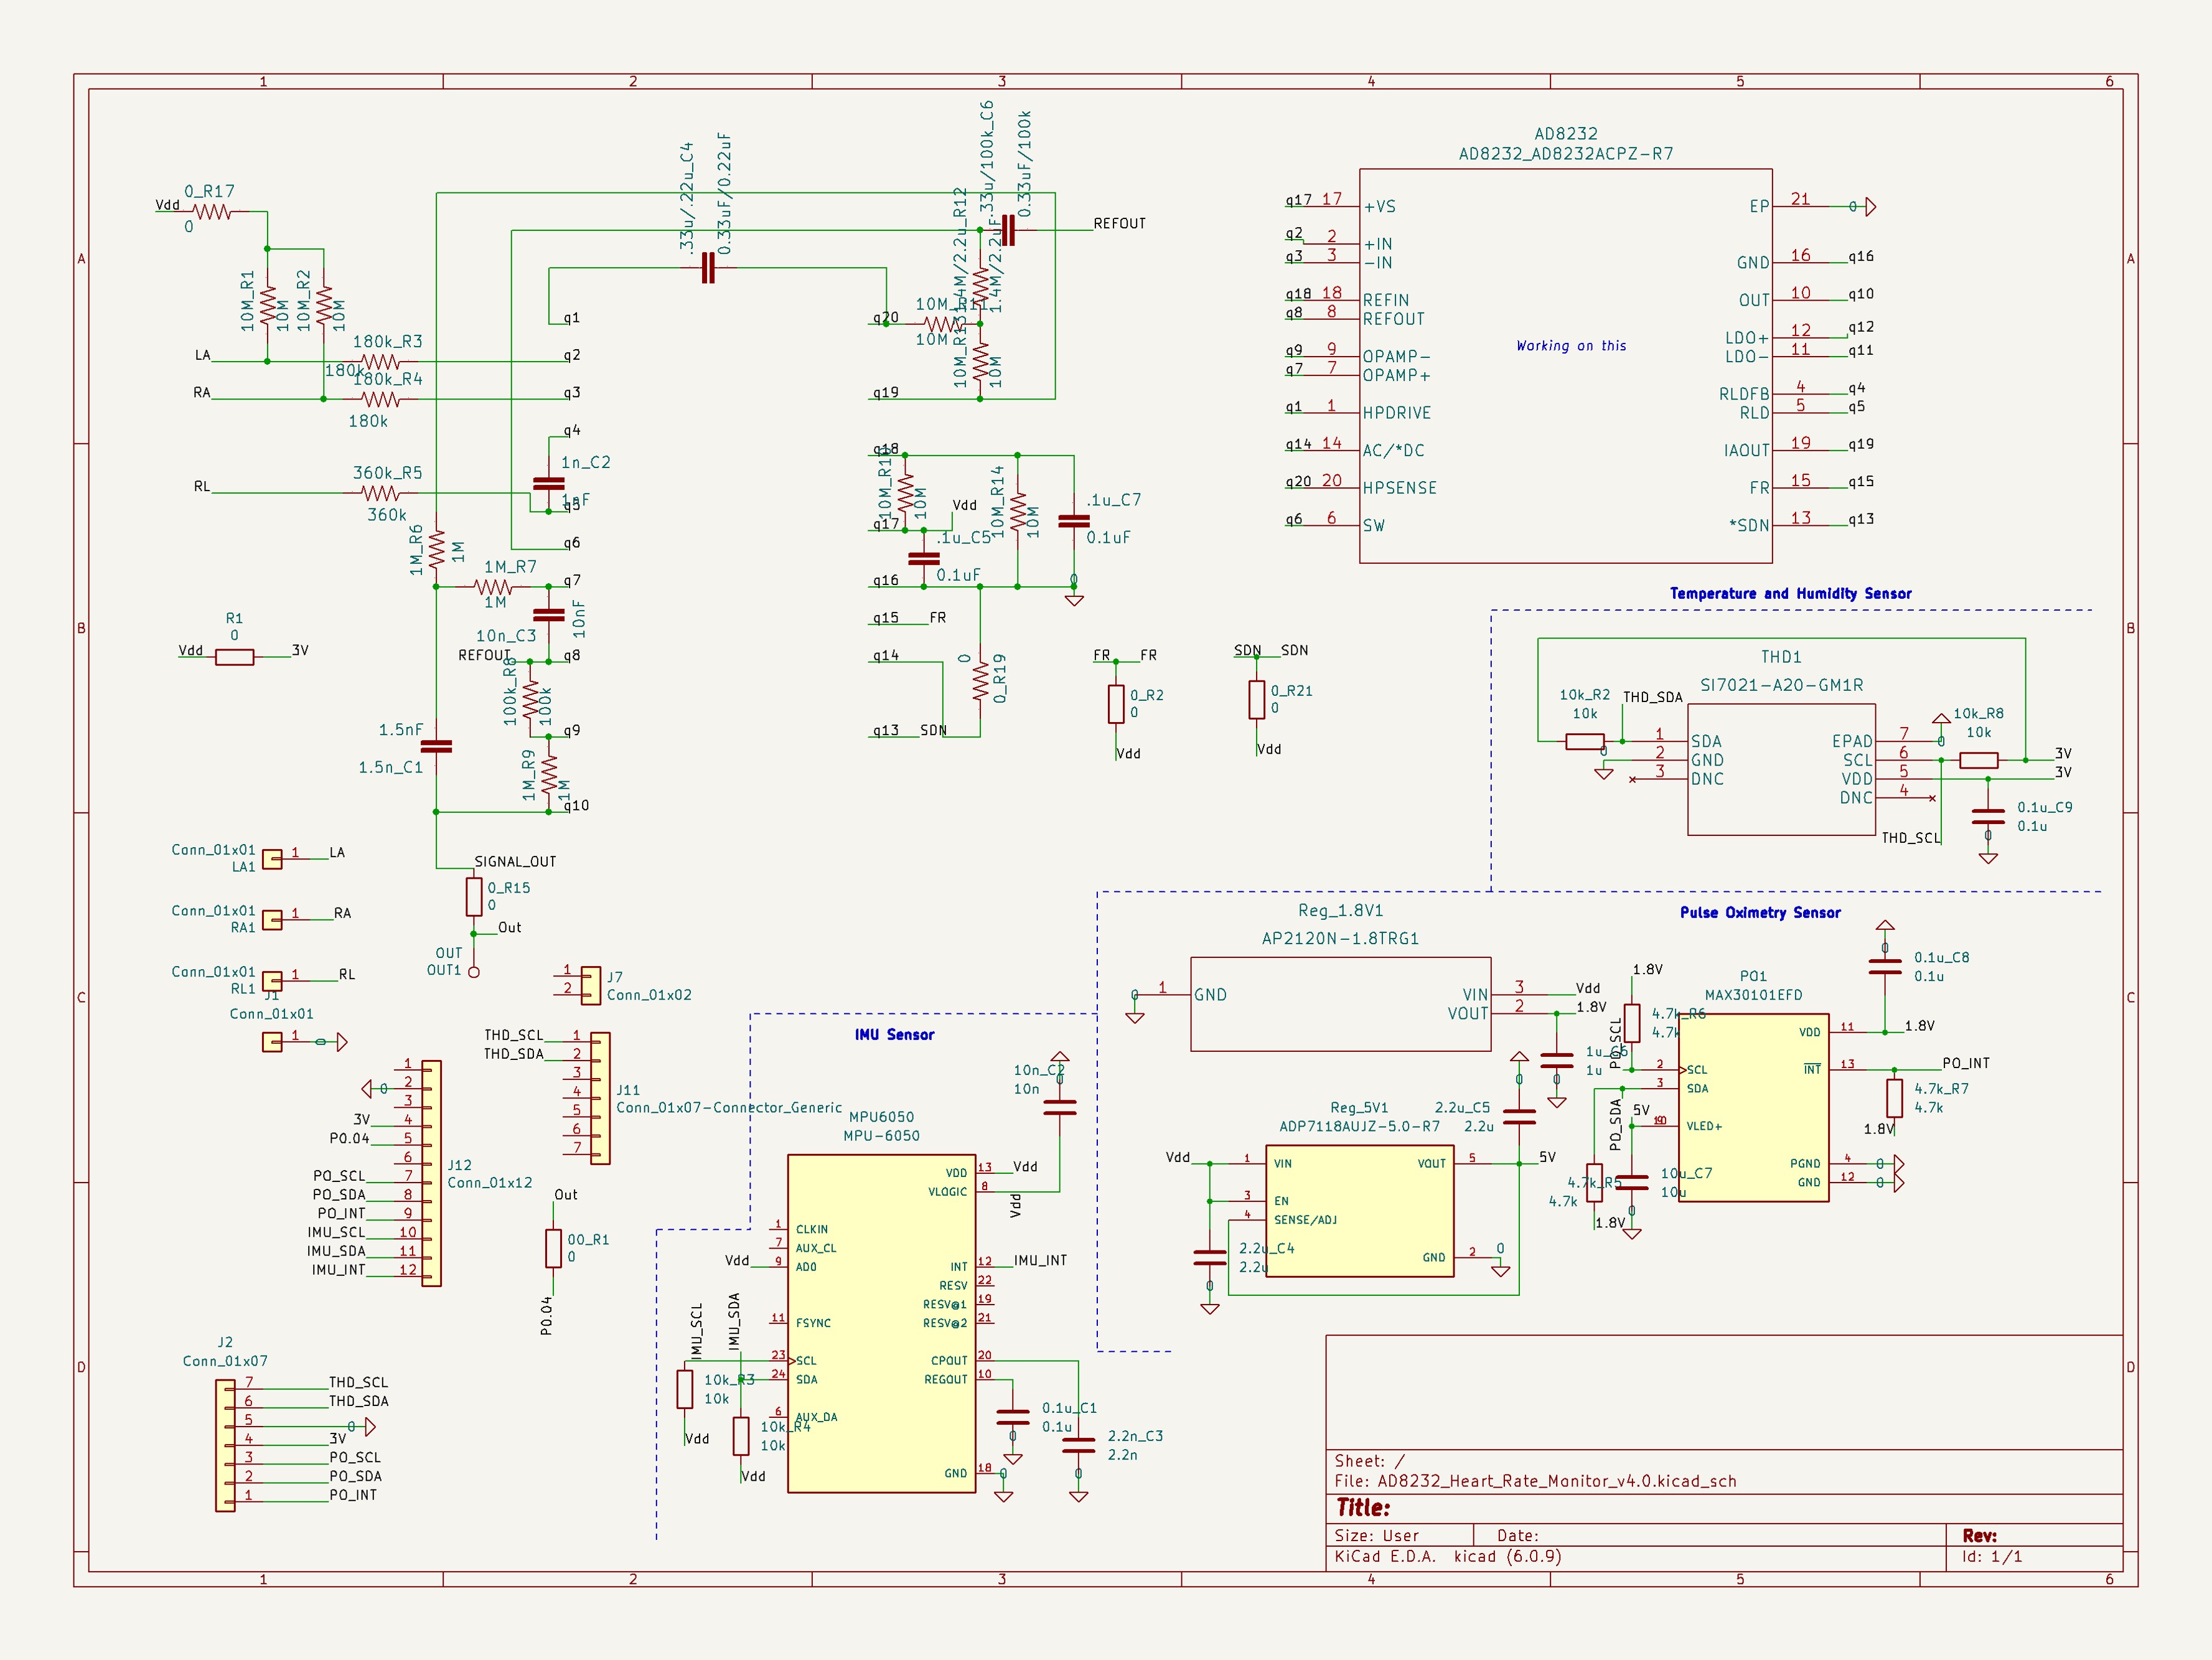 1 2 3 4 5 6
A
B
C
D
Vdd
0_R17
0
10M_R1
10M
10M_R2
10M
LA
180k_R3
180k
RA
180k_R4
180k
RL
360k_R5
360k
q1
q2
q3
q4
1n_C2
1nF
q5
q6
1M_R6
1M
1M_R7
1M
q7
10nF
10n_C3
REFOUT
q8
100k_R8
100k
q9
1M_R9
1M
q10
1.5nF
1.5n_C1
SIGNAL_OUT
0_R15
0
Out
OUT
OUT1
R1
0
Vdd
3V
.33u/.22u_C4
0.33uF/0.22uF
.33u/100k_C6
0.33uF/100k
REFOUT
1.4M/2.2u_R12
1.4M/2.2uF
q20
10M_R11
10M
10M_R13
10M
q19
q18
10M
10M_R14
10M
.1u_C7
0.1uF
q17
Vdd
.1u_C5
0.1uF
q16
0
q15
FR
q14
0
0_R19
q13
SDN
FR
FR
0_R2
0
Vdd
SDN
SDN
0_R21
0
Vdd
AD8232
AD8232_AD8232ACPZ-R7
q17 17 +VS
q2 2 +IN
q3 3 -IN
q18 18 REFIN
q8 8 REFOUT
q9 9 OPAMP-
q7 7 OPAMP+
q1 1 HPDRIVE
q14 14 AC/*DC
q20 20 HPSENSE
q6 6 SW
Working on this
EP 21 0
GND 16 q16
OUT 10 q10
LDO+ 12 q12
LDO- 11 q11
RLDFB 4 q4
RLD 5 q5
IAOUT 19 q19
FR 15 q15
*SDN 13 q13
Temperature and Humidity Sensor
THD1
SI7021-A20-GM1R
10k_R2
10k
THD_SDA
1 SDA
0
2 GND
3 DNC
EPAD 7 0
SCL 6
VDD 5
DNC 4
10k_R8
10k
3V
3V
THD_SCL
0.1u_C9
0.1u
0
Conn_01x01
LA1
1
LA
Conn_01x01
RA1
1
RA
Conn_01x01
RL1
1
RL
J1
Conn_01x01
1
0
1
2
J7
Conn_01x02
THD_SCL 1
THD_SDA 2
3
4
5
6
7
J11
Conn_01x07-Connector_Generic
1
0 2
3
3V 4
P0.04 5
6
PO_SCL 7
PO_SDA 8
PO_INT 9
IMU_SCL 10
IMU_SDA 11
IMU_INT 12
J12
Conn_01x12
Out
00_R1
0
P0.04
J2
Conn_01x07
7 THD_SCL
6 THD_SDA
5 0
4 3V
3 PO_SCL
2 PO_SDA
1 PO_INT
IMU Sensor
MPU6050
MPU-6050
1 CLKIN
7 AUX_CL
Vdd 9 AD0
11 FSYNC
23 SCL
24 SDA
6 AUX_DA
VDD 13 Vdd
VLOGIC 8
Vdd
INT 12 IMU_INT
RESV 22
RESV@1 19
RESV@2 21
CPOUT 20
REGOUT 10
GND 18 0
IMU_SCL
IMU_SDA
10k_R3
10k
Vdd
10k_R4
10k
Vdd
10n_C2
10n
0
0.1u_C1
0.1u
0
2.2n_C3
2.2n
0
Reg_1.8V1
AP2120N-1.8TRG1
0 1 GND
VIN 3 Vdd
VOUT 2 1.8V
1u_C6
1u
0
Reg_5V1
ADP7118AUJZ-5.0-R7
Vdd 1 VIN
3 EN
4 SENSE/ADJ
VOUT 5 5V
GND 2 0
2.2u_C5
2.2u
0
2.2u_C4
2.2u
0
Pulse Oximetry Sensor
PO1
MAX30101EFD
1.8V
4.7k_R6
4.7k
PO_SCL
2 SCL
3 SDA
PO_SDA
5V
VLED+
4.7k_R5
4.7k
1.8V
10u_C7
10u
0
VDD 11 1.8V
INT 13 PO_INT
PGND 4 0
GND 12 0
0
0.1u_C8
0.1u
4.7k_R7
4.7k
1.8V
Sheet: /
File: AD8232_Heart_Rate_Monitor_v4.0.kicad_sch
Title:
Size: User
Date:
Rev:
KiCad E.D.A. kicad (6.0.9)
Id: 1/1
A
B
C
D
1 2 3 4 5 6